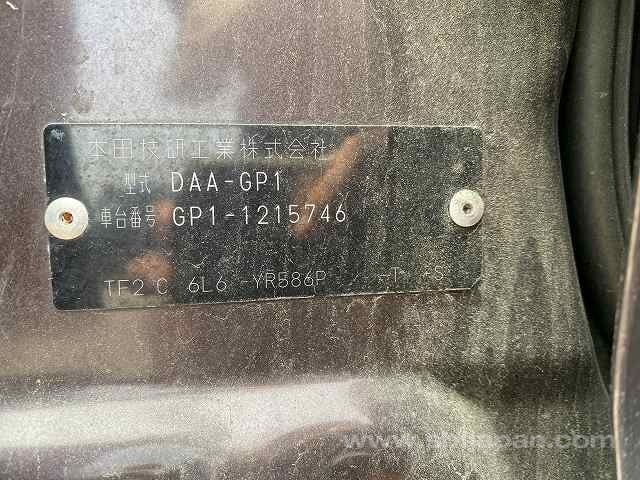 本田技研工業株式会社
型式 DAA-GP1
車台番号 GP1-1215746
TF2 C 6L6 -YR586P -T -S